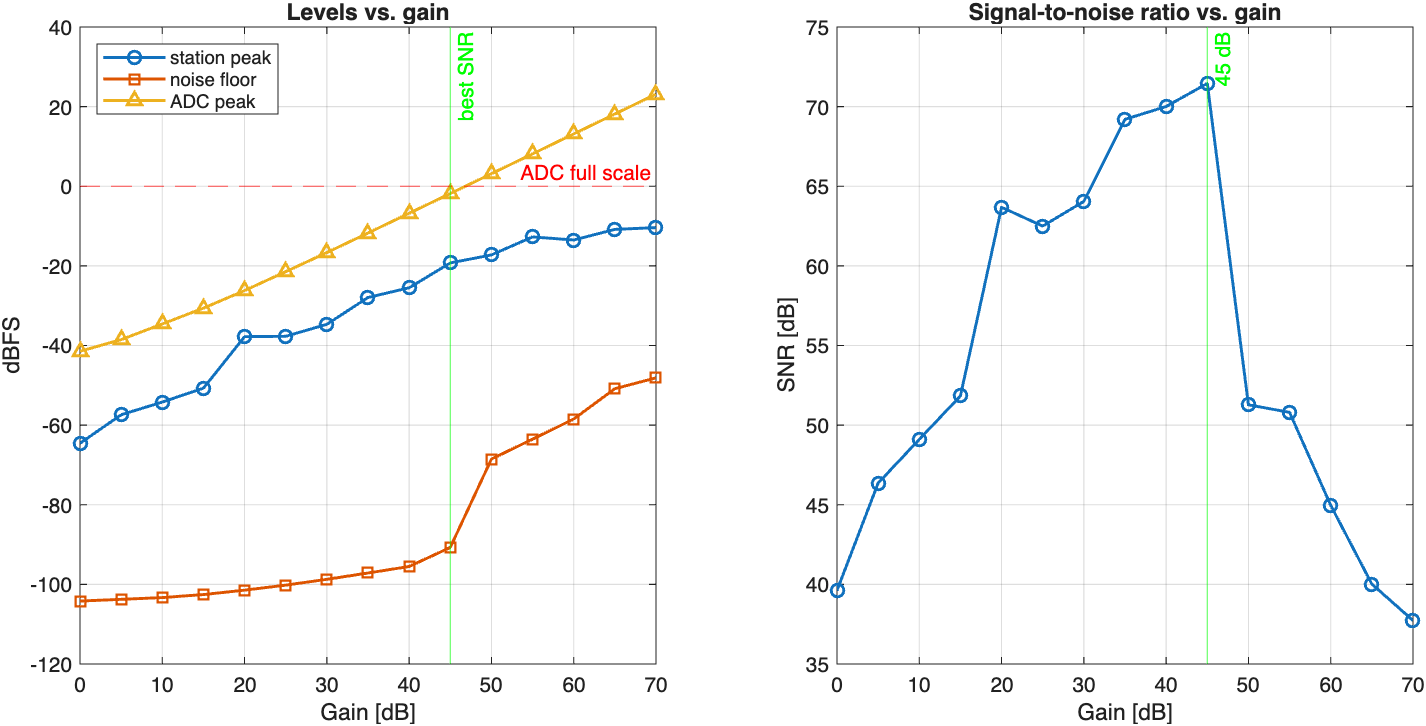 Levels vs. gain
40
20
0
-20
-40
-60
-80
-100
-120
dBFS
station peak
noise floor
ADC peak
best SNR
ADC full scale
0 10 20 30 40 50 60 70
Gain [dB]
Signal-to-noise ratio vs. gain
75
70
65
60
55
50
45
40
35
SNR [dB]
45 dB
0 10 20 30 40 50 60 70
Gain [dB]